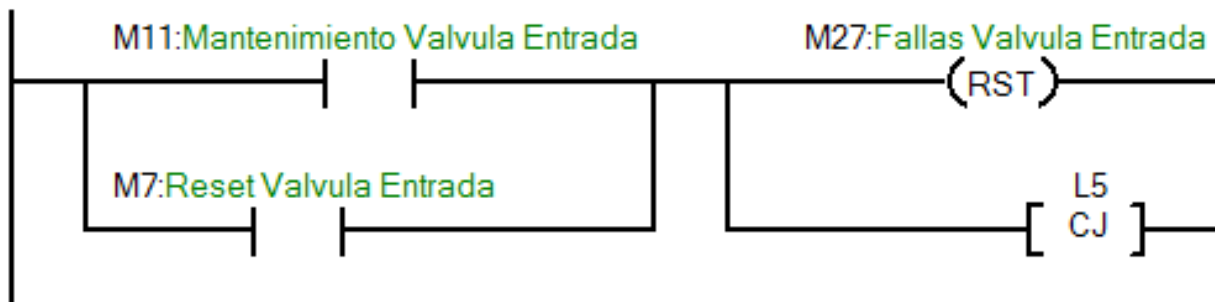 M11:Mantenimiento Valvula Entrada
M27:Fallas Valvula Entrada
RST
M7:Reset Valvula Entrada
L5
CJ